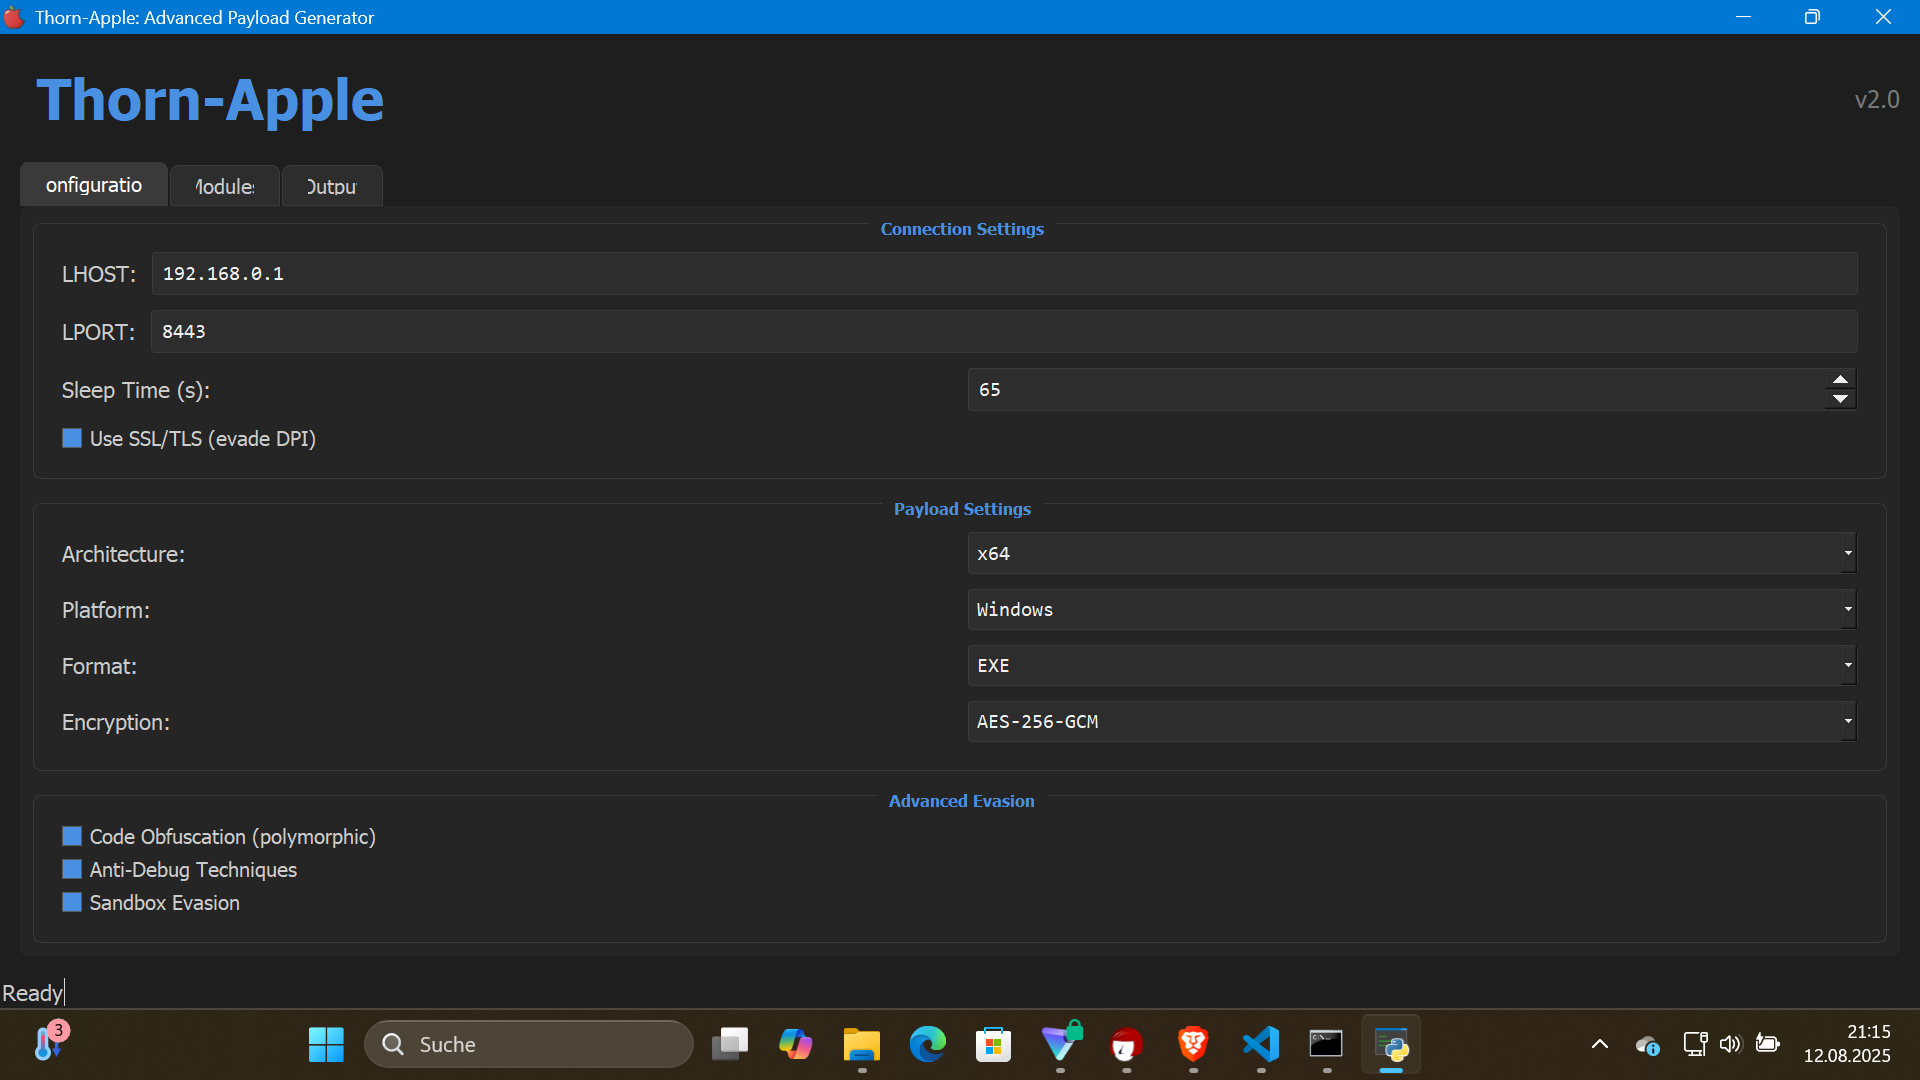 Thorn-Apple: Advanced Payload Generator
Thorn-Apple
v2.0
onfiguratio
Modules
Outpu
Connection Settings
LHOST: 192.168.0.1
LPORT: 8443
Sleep Time (s): 65
Use SSL/TLS (evade DPI)
Payload Settings
Architecture: x64
Platform: Windows
Format: EXE
Encryption: AES-256-GCM
Advanced Evasion
Code Obfuscation (polymorphic)
Anti-Debug Techniques
Sandbox Evasion
Ready
3
Suche
21:15
12.08.2025